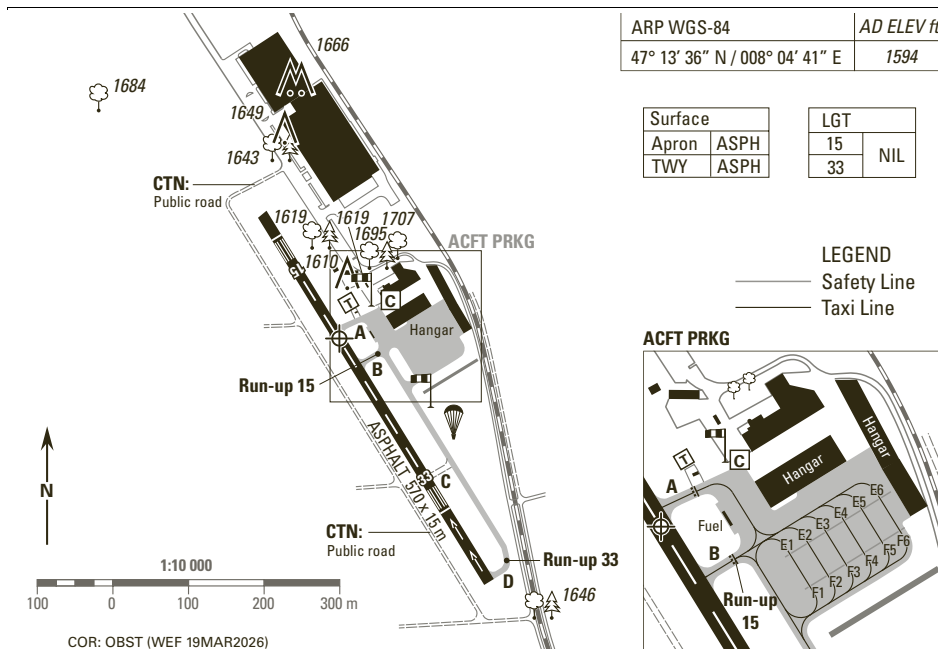 ARP WGS-84
AD ELEV ft
47° 13’ 36” N / 008° 04’ 41” E
1594
Surface
Apron ASPH
TWY ASPH
LGT
15
33
NIL
1666
1684
1649
1643
CTN:
Public road
1619
1619
1707
1695
1610
ACFT PRKG
15
T
C
A
Hangar
B
Run-up 15
33
C
ASPHALT 570 x 15 m
CTN:
Public road
Run-up 33
D
1646
N
1:10 000
100 0 100 200 300 m
COR: OBST (WEF 19MAR2026)
LEGEND
Safety Line
Taxi Line
ACFT PRKG
T
C
A
Hangar
Hangar
Fuel
B
E1
E2
E3
E4
E5
E6
F1
F2
F3
F4
F5
F6
Run-up
15